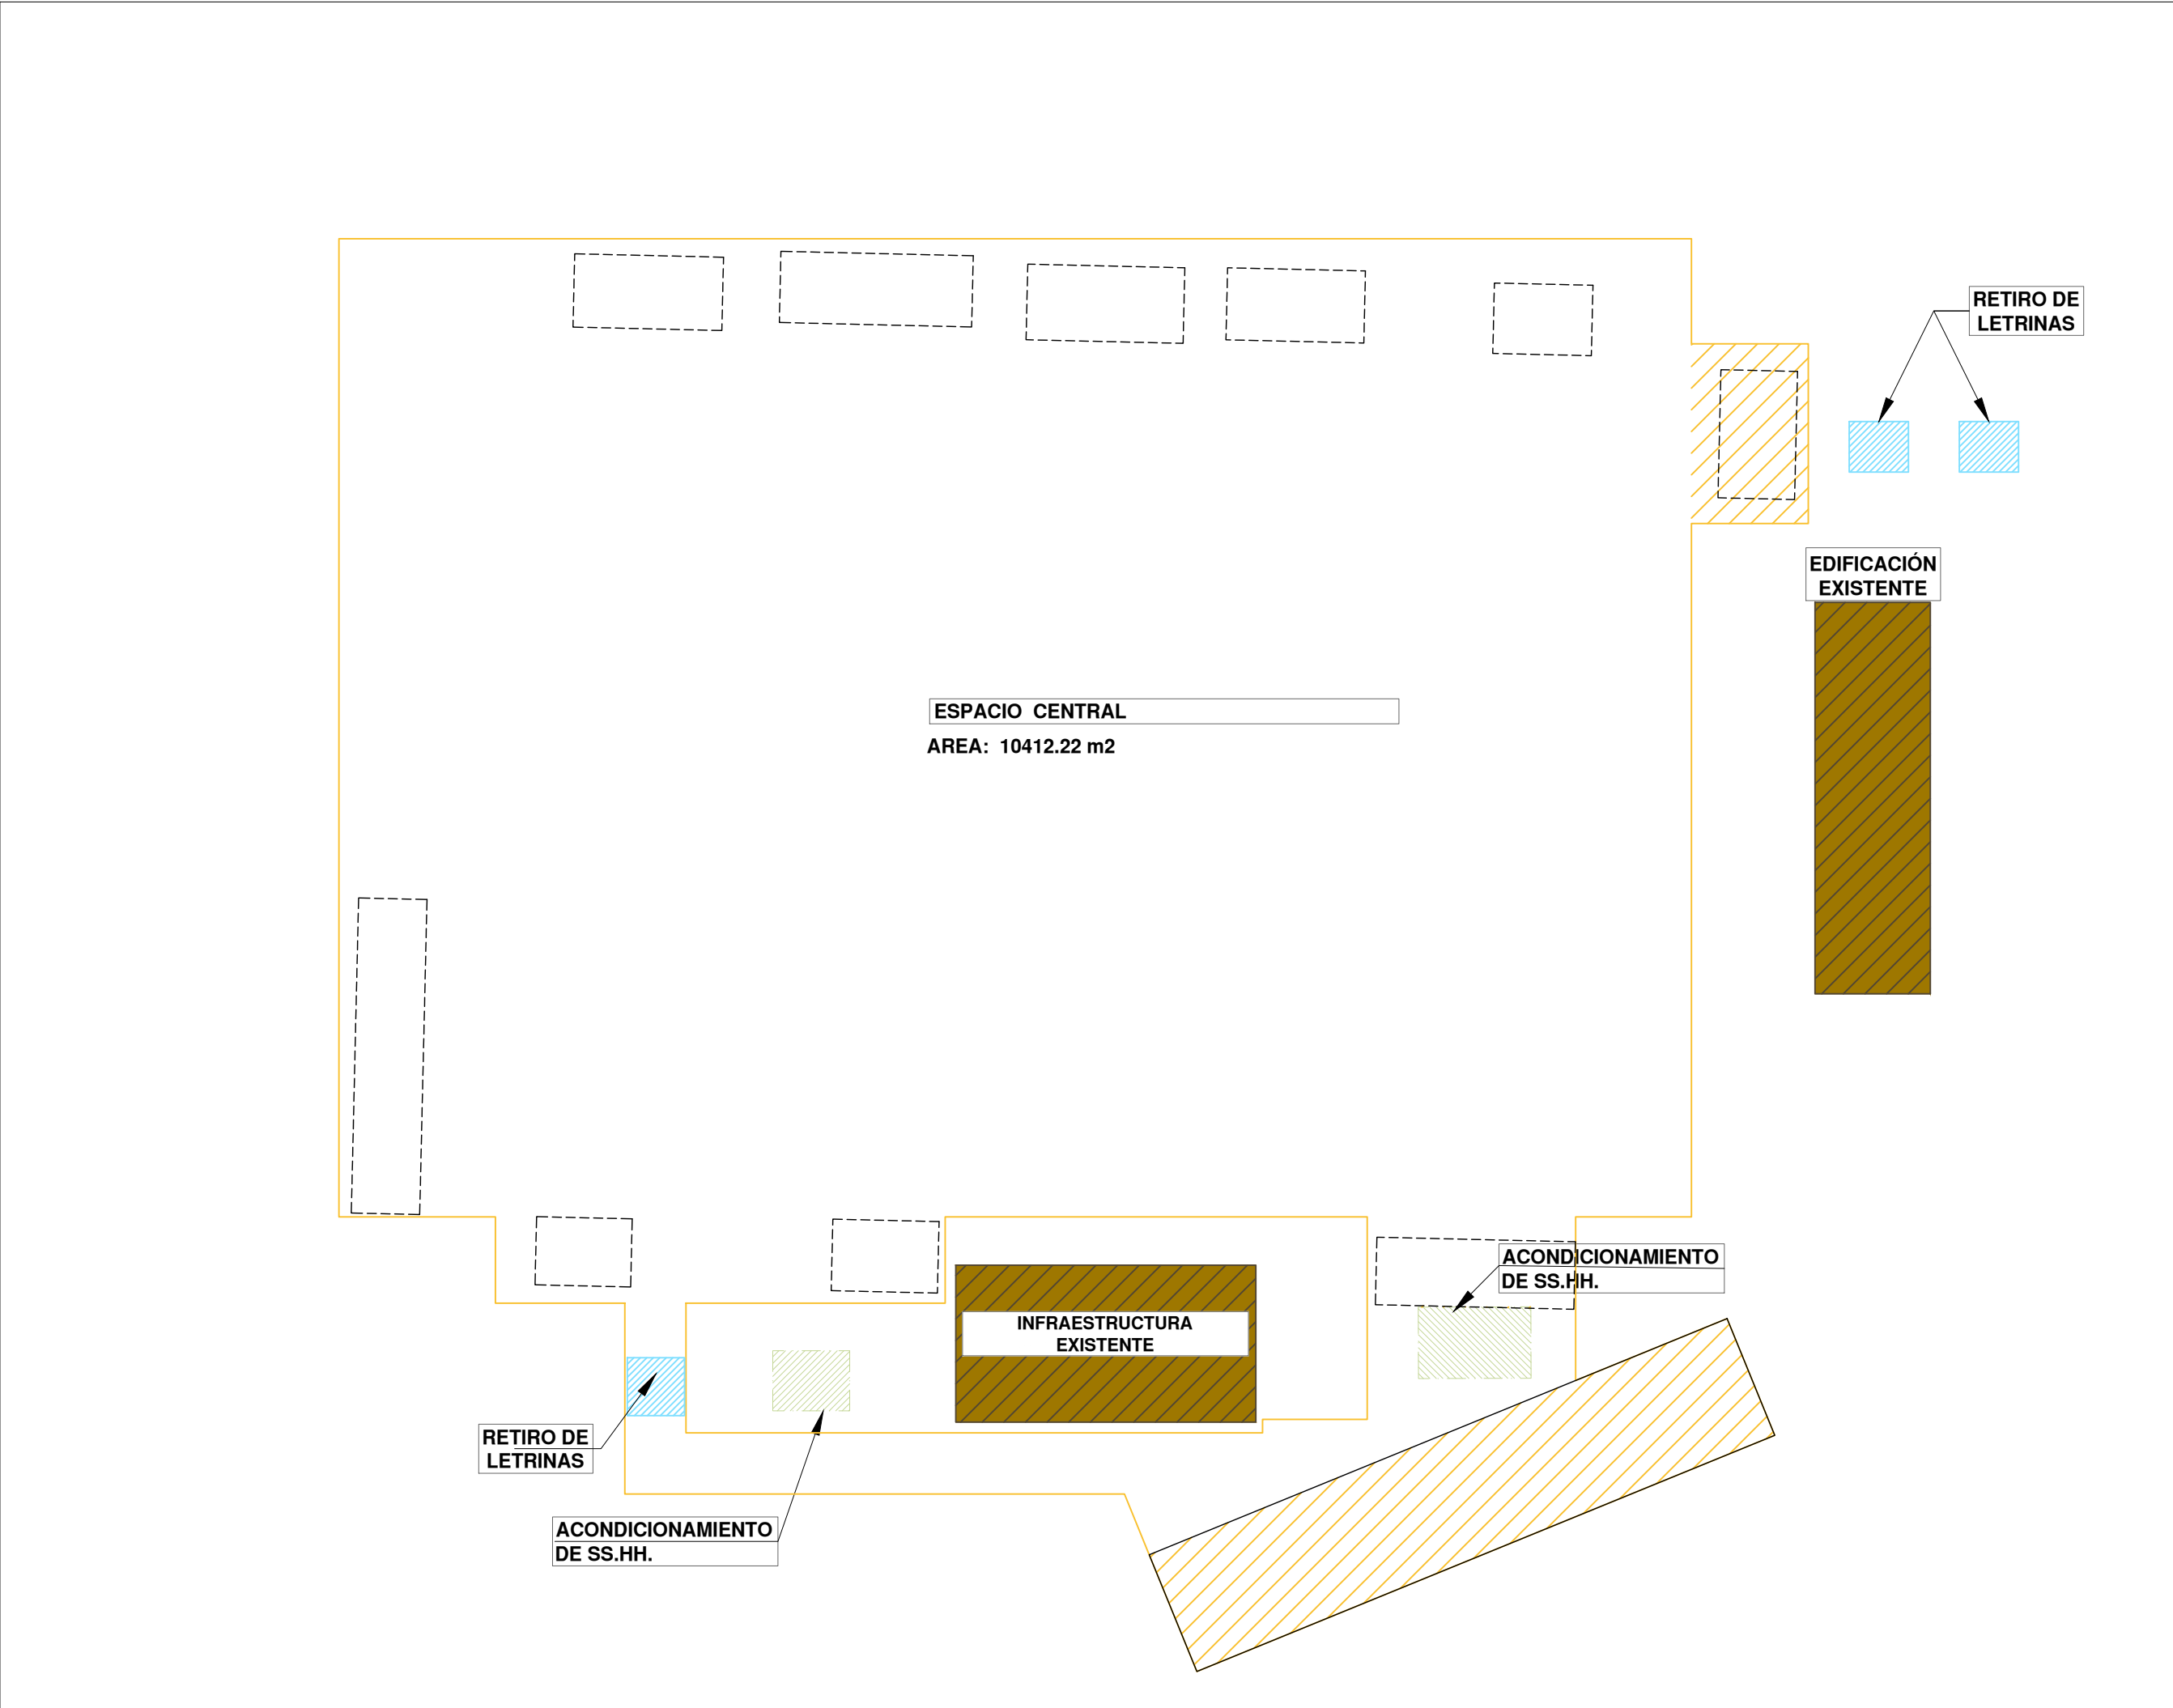 RETIRO DE
LETRINAS
EDIFICACIÓN
EXISTENTE
ESPACIO CENTRAL
AREA: 10412.22 m2
ACONDICIONAMIENTO
DE SS.HH.
INFRAESTRUCTURA
EXISTENTE
RETIRO DE
LETRINAS
ACONDICIONAMIENTO
DE SS.HH.